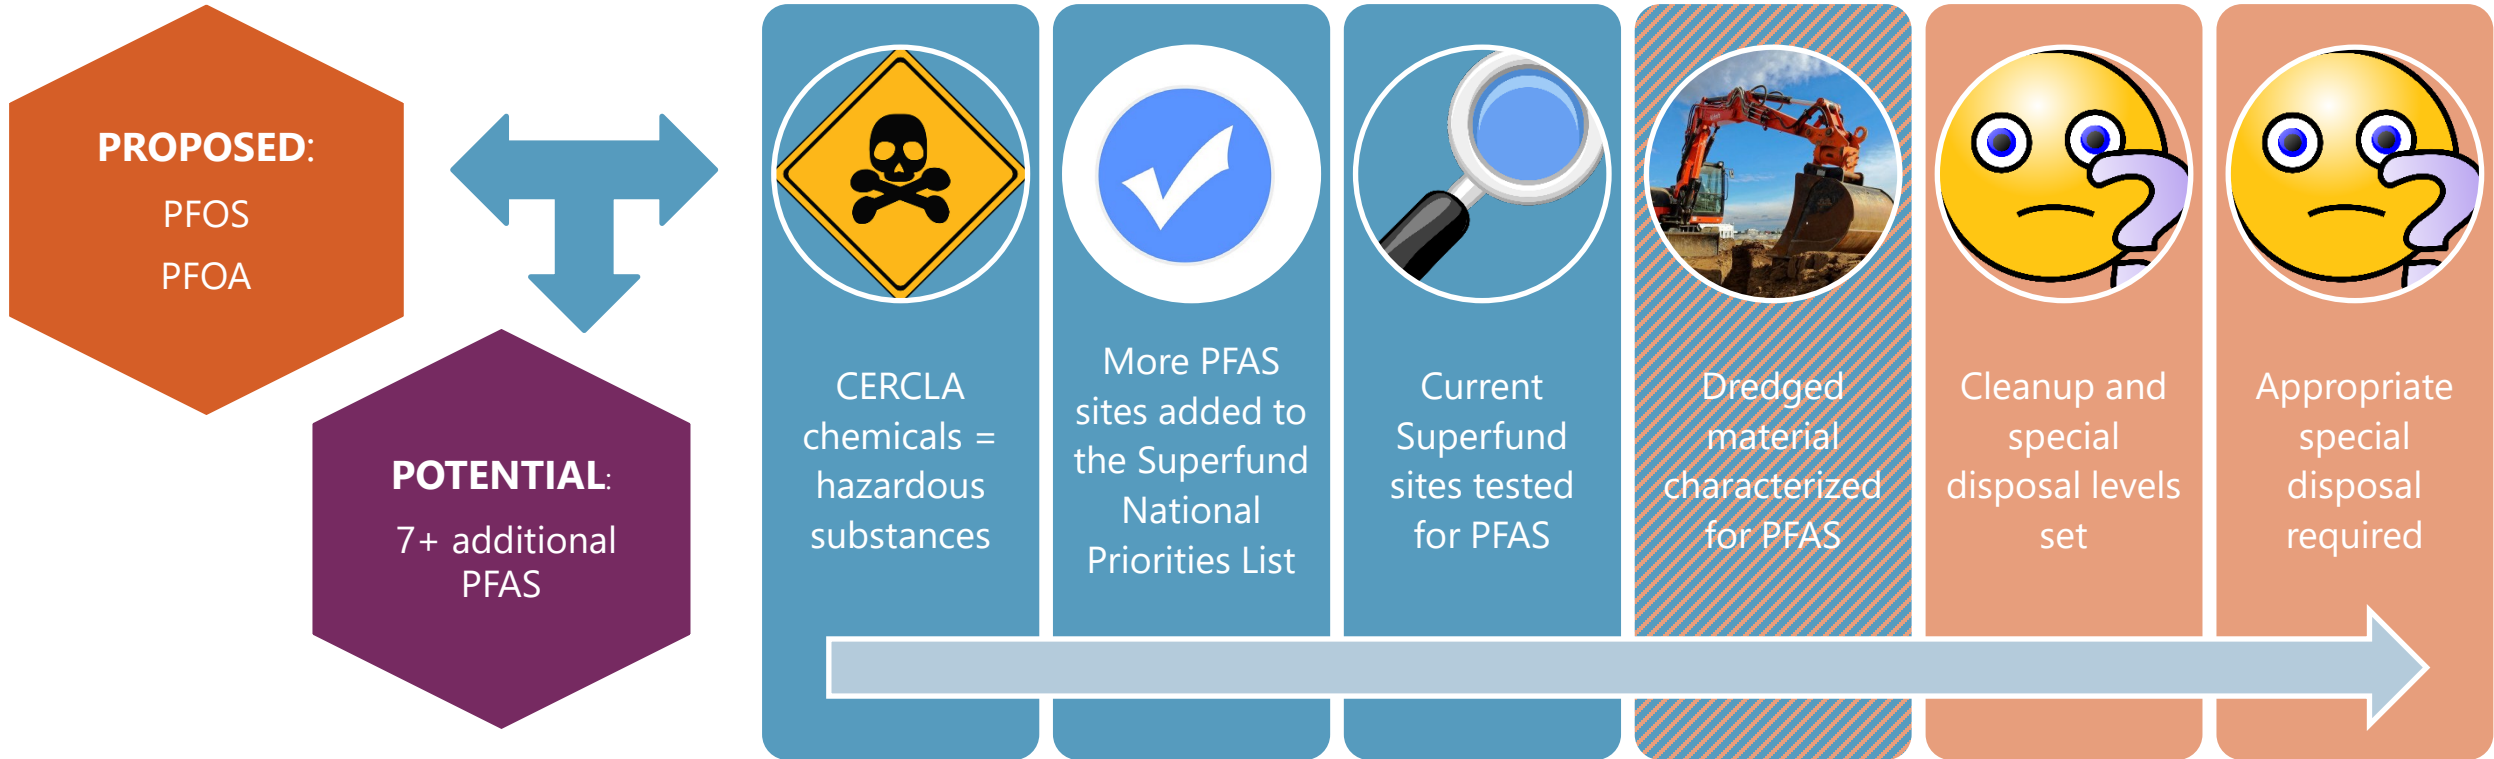 PROPOSED:
PFOS
PFOA
POTENTIAL:
7+ additional
PFAS
CERCLA
chemicals =
hazardous
substances
More PFAS
sites added to
the Superfund
National
Priorities List
Current
Superfund
sites tested
for PFAS
Dredged
material
characterized
for PFAS
Cleanup and
special
disposal levels
set
Appropriate
special
disposal
required